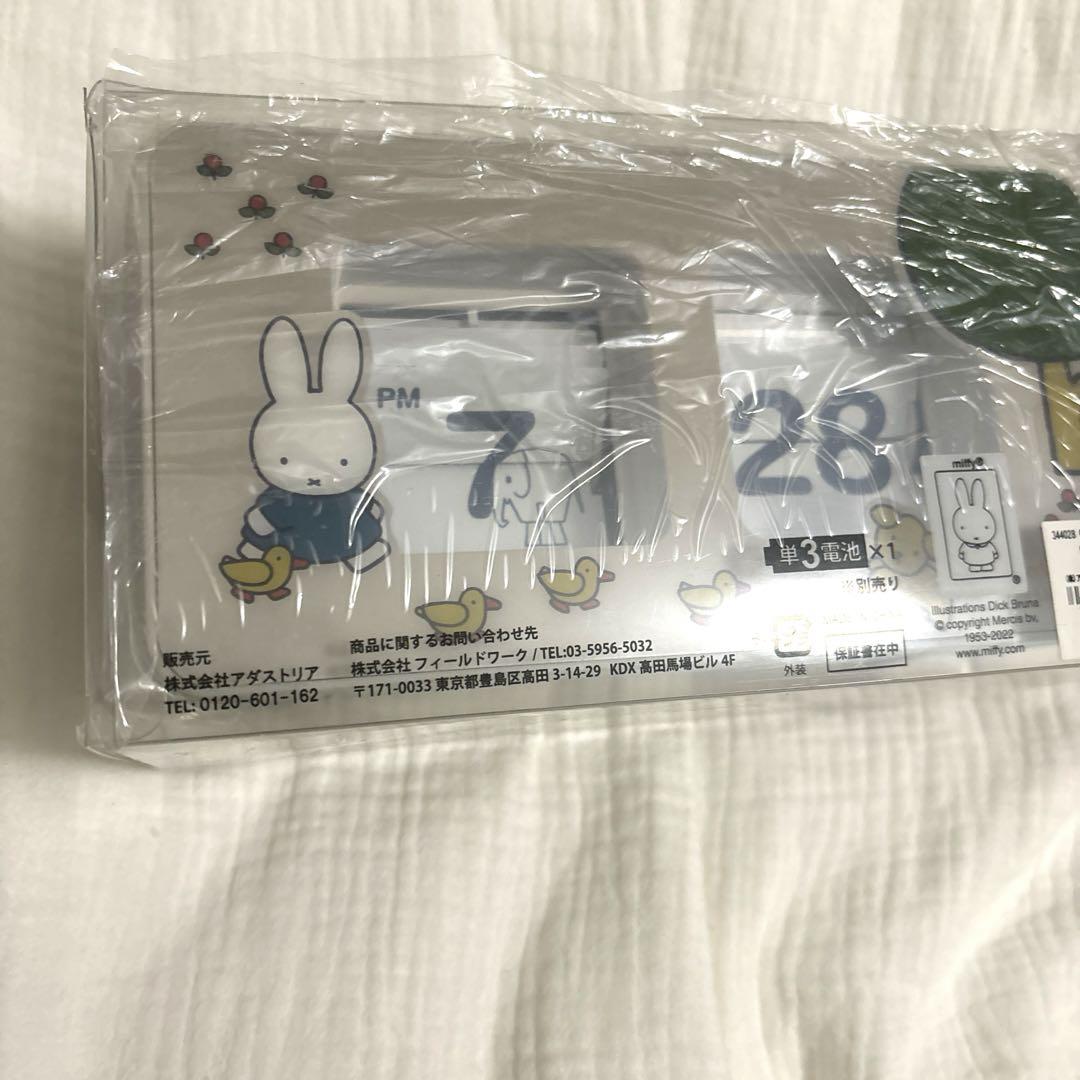 PM
7
28
miffy®
単3電池×1
※別売り
Illustrations Dick Bruna
© copyright Mercis bv,
1953-2022
www.miffy.com
外装
保証書在中
販売元
株式会社アダストリア
TEL: 0120-601-162
商品に関するお問い合わせ先
株式会社 フィールドワーク / TEL:03-5956-5032
〒171-0033 東京都豊島区高田 3-14-29 KDX 高田馬場ビル 4F
344028